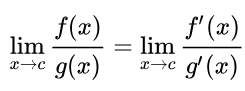 lim_{x→c} f(x)/g(x) = lim_{x→c} f′(x)/g′(x)